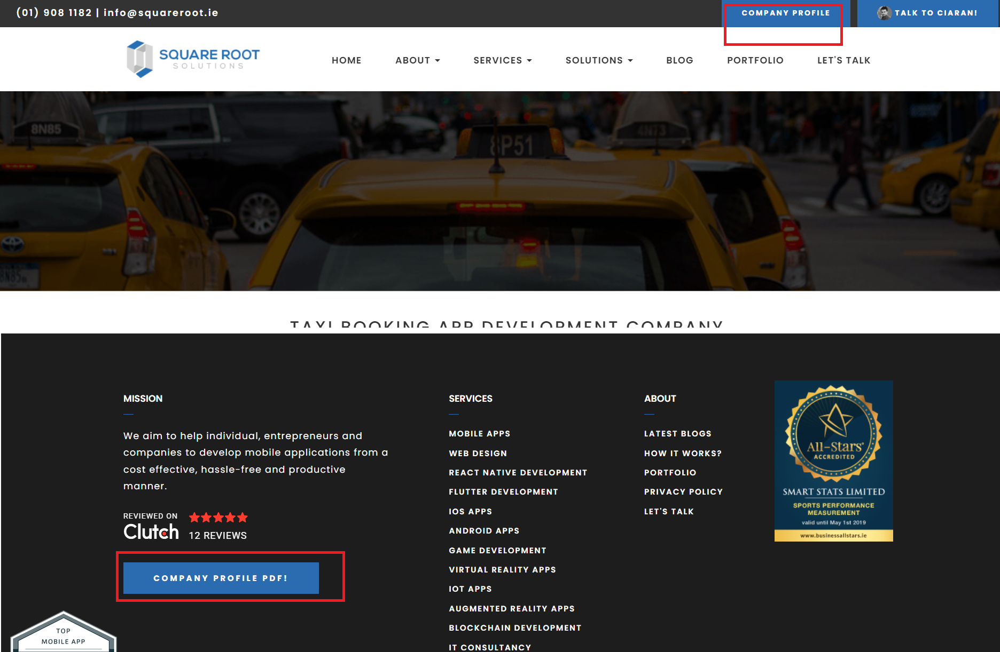 (01) 908 1182 | info@squareroot.ie
COMPANY PROFILE
TALK TO CIARAN!
SQUARE ROOT
SOLUTIONS
HOME
ABOUT
SERVICES
SOLUTIONS
BLOG
PORTFOLIO
LET'S TALK
8N85
8P51
4N73
8N85
TAXI BOOKING APP DEVELOPMENT COMPANY
MISSION
We aim to help individual, entrepreneurs and
companies to develop mobile applications from a
cost effective, hassle-free and productive
manner.
REVIEWED ON
Clutch
12 REVIEWS
COMPANY PROFILE PDF!
TOP
MOBILE APP
SERVICES
MOBILE APPS
WEB DESIGN
REACT NATIVE DEVELOPMENT
FLUTTER DEVELOPMENT
IOS APPS
ANDROID APPS
GAME DEVELOPMENT
VIRTUAL REALITY APPS
IOT APPS
AUGMENTED REALITY APPS
BLOCKCHAIN DEVELOPMENT
IT CONSULTANCY
ABOUT
LATEST BLOGS
HOW IT WORKS?
PORTFOLIO
PRIVACY POLICY
LET'S TALK
All-Stars®
ACCREDITED
SMART STATS LIMITED
SPORTS PERFORMANCE
MEASUREMENT
valid until May 1st 2019
www.businessallstars.ie